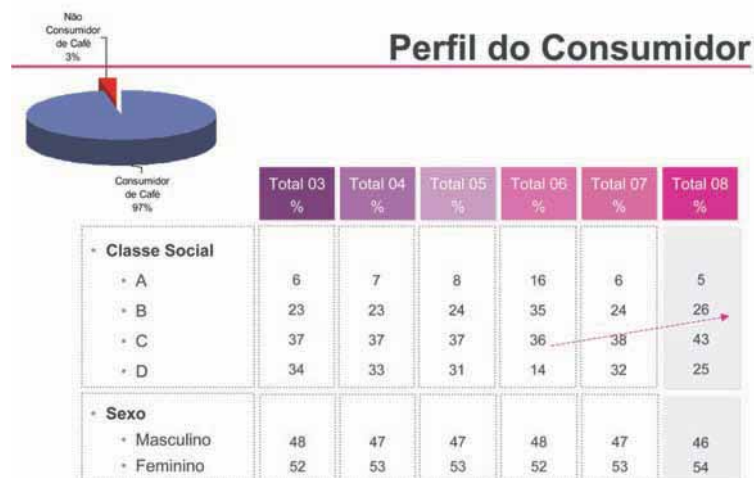 Não
Consumidor
de Café
3%
Perfil do Consumidor
Consumidor
de Café
97%
Total 03 Total 04 Total 05 Total 06 Total 07 Total 08
% % % % % %
• Classe Social
• A 6 7 8 16 6 5
• B 23 23 24 35 24 26
• C 37 37 37 36 38 43
• D 34 33 31 14 32 25
• Sexo
• Masculino 48 47 47 48 47 46
• Feminino 52 53 53 52 53 54